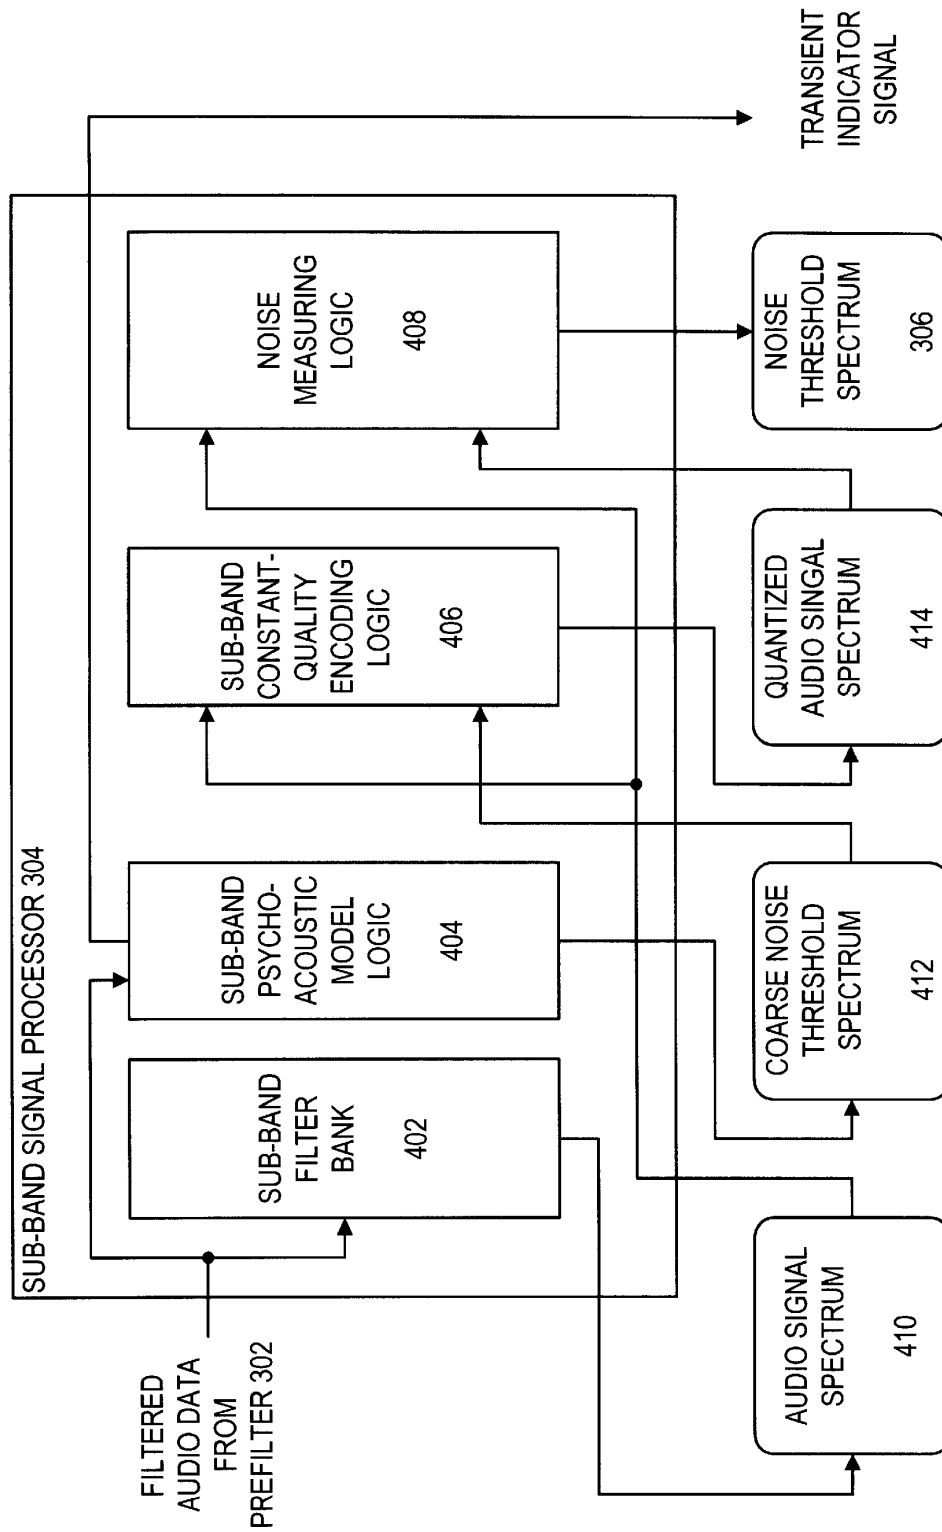 SUB-BAND SIGNAL PROCESSOR 304
FILTERED
AUDIO DATA
FROM
PREFILTER 302
SUB-BAND
FILTER
BANK
402
SUB-BAND
PSYCHO-
ACOUSTIC
MODEL
LOGIC
404
SUB-BAND
CONSTANT-
QUALITY
ENCODING
LOGIC
406
NOISE
MEASURING
LOGIC
408
AUDIO SIGNAL
SPECTRUM
410
COARSE NOISE
THRESHOLD
SPECTRUM
412
QUANTIZED
AUDIO SINGAL
SPECTRUM
414
NOISE
THRESHOLD
SPECTRUM
306
TRANSIENT
INDICATOR
SIGNAL